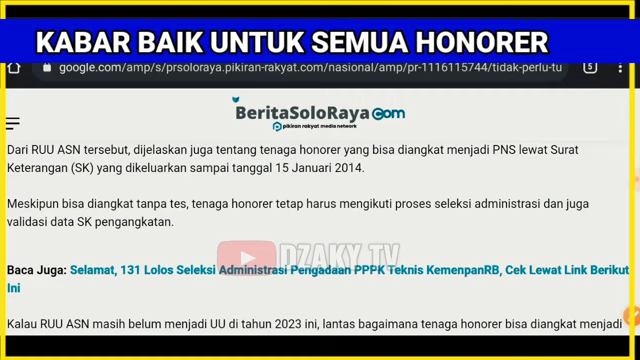 KABAR BAIK UNTUK SEMUA HONORER
google.com/amp/s/prsoloraya.pikiran-rakyat.com/nasional/amp/pr-1116115744/tidak-perlu-tu
5
BeritaSoloRaya.com
pikiran rakyat media network
Dari RUU ASN tersebut, dijelaskan juga tentang tenaga honorer yang bisa diangkat menjadi PNS lewat Surat
Keterangan (SK) yang dikeluarkan sampai tanggal 15 Januari 2014.
Meskipun bisa diangkat tanpa tes, tenaga honorer tetap harus mengikuti proses seleksi administrasi dan juga
validasi data SK pengangkatan.
DZAKY TV
Baca Juga: Selamat, 131 Lolos Seleksi Administrasi Pengadaan PPPK Teknis KemenpanRB, Cek Lewat Link Berikut
Ini
Kalau RUU ASN masih belum menjadi UU di tahun 2023 ini, lantas bagaimana tenaga honorer bisa diangkat menjadi